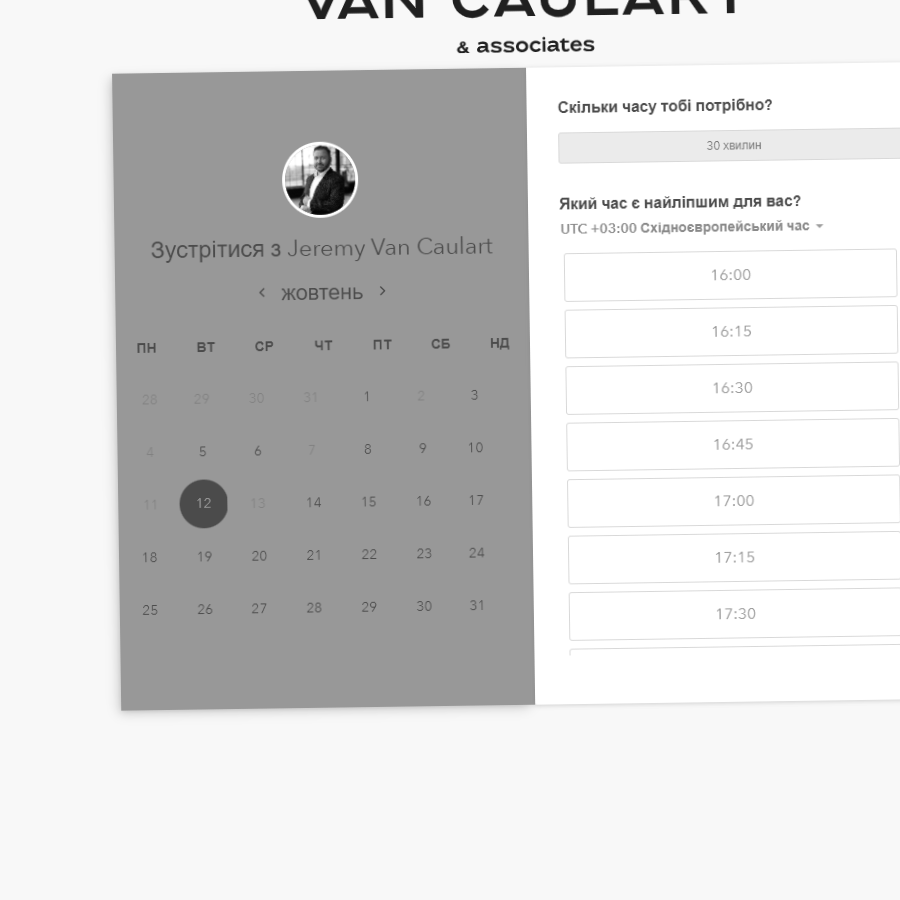 VAN CAULART
& associates
Зустрітися з Jeremy Van Caulart
жовтень
ПН ВТ СР ЧТ ПТ СБ НД
28 29 30 31 1 2 3
4 5 6 7 8 9 10
11 12 13 14 15 16 17
18 19 20 21 22 23 24
25 26 27 28 29 30 31
Скільки часу тобі потрібно?
30 хвилин
Який час є найліпшим для вас?
UTC +03:00 Східноєвропейський час
16:00
16:15
16:30
16:45
17:00
17:15
17:30